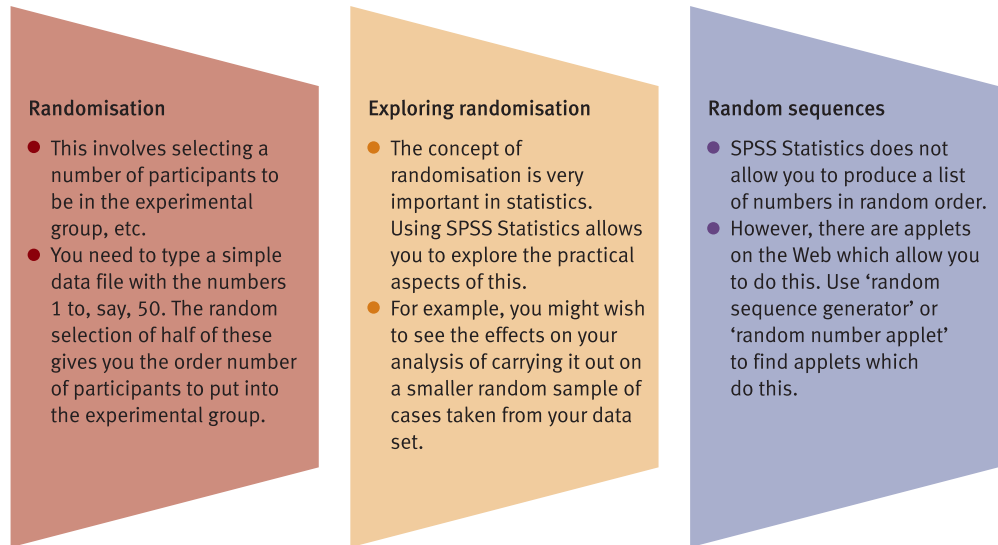 Randomisation
● This involves selecting a
number of participants to
be in the experimental
group, etc.
● You need to type a simple
data file with the numbers
1 to, say, 50. The random
selection of half of these
gives you the order number
of participants to put into
the experimental group.
Exploring randomisation
● The concept of
randomisation is very
important in statistics.
Using SPSS Statistics allows
you to explore the practical
aspects of this.
● For example, you might wish
to see the effects on your
analysis of carrying it out on
a smaller random sample of
cases taken from your data
set.
Random sequences
● SPSS Statistics does not
allow you to produce a list
of numbers in random order.
● However, there are applets
on the Web which allow you
to do this. Use ‘random
sequence generator’ or
‘random number applet’
to find applets which
do this.